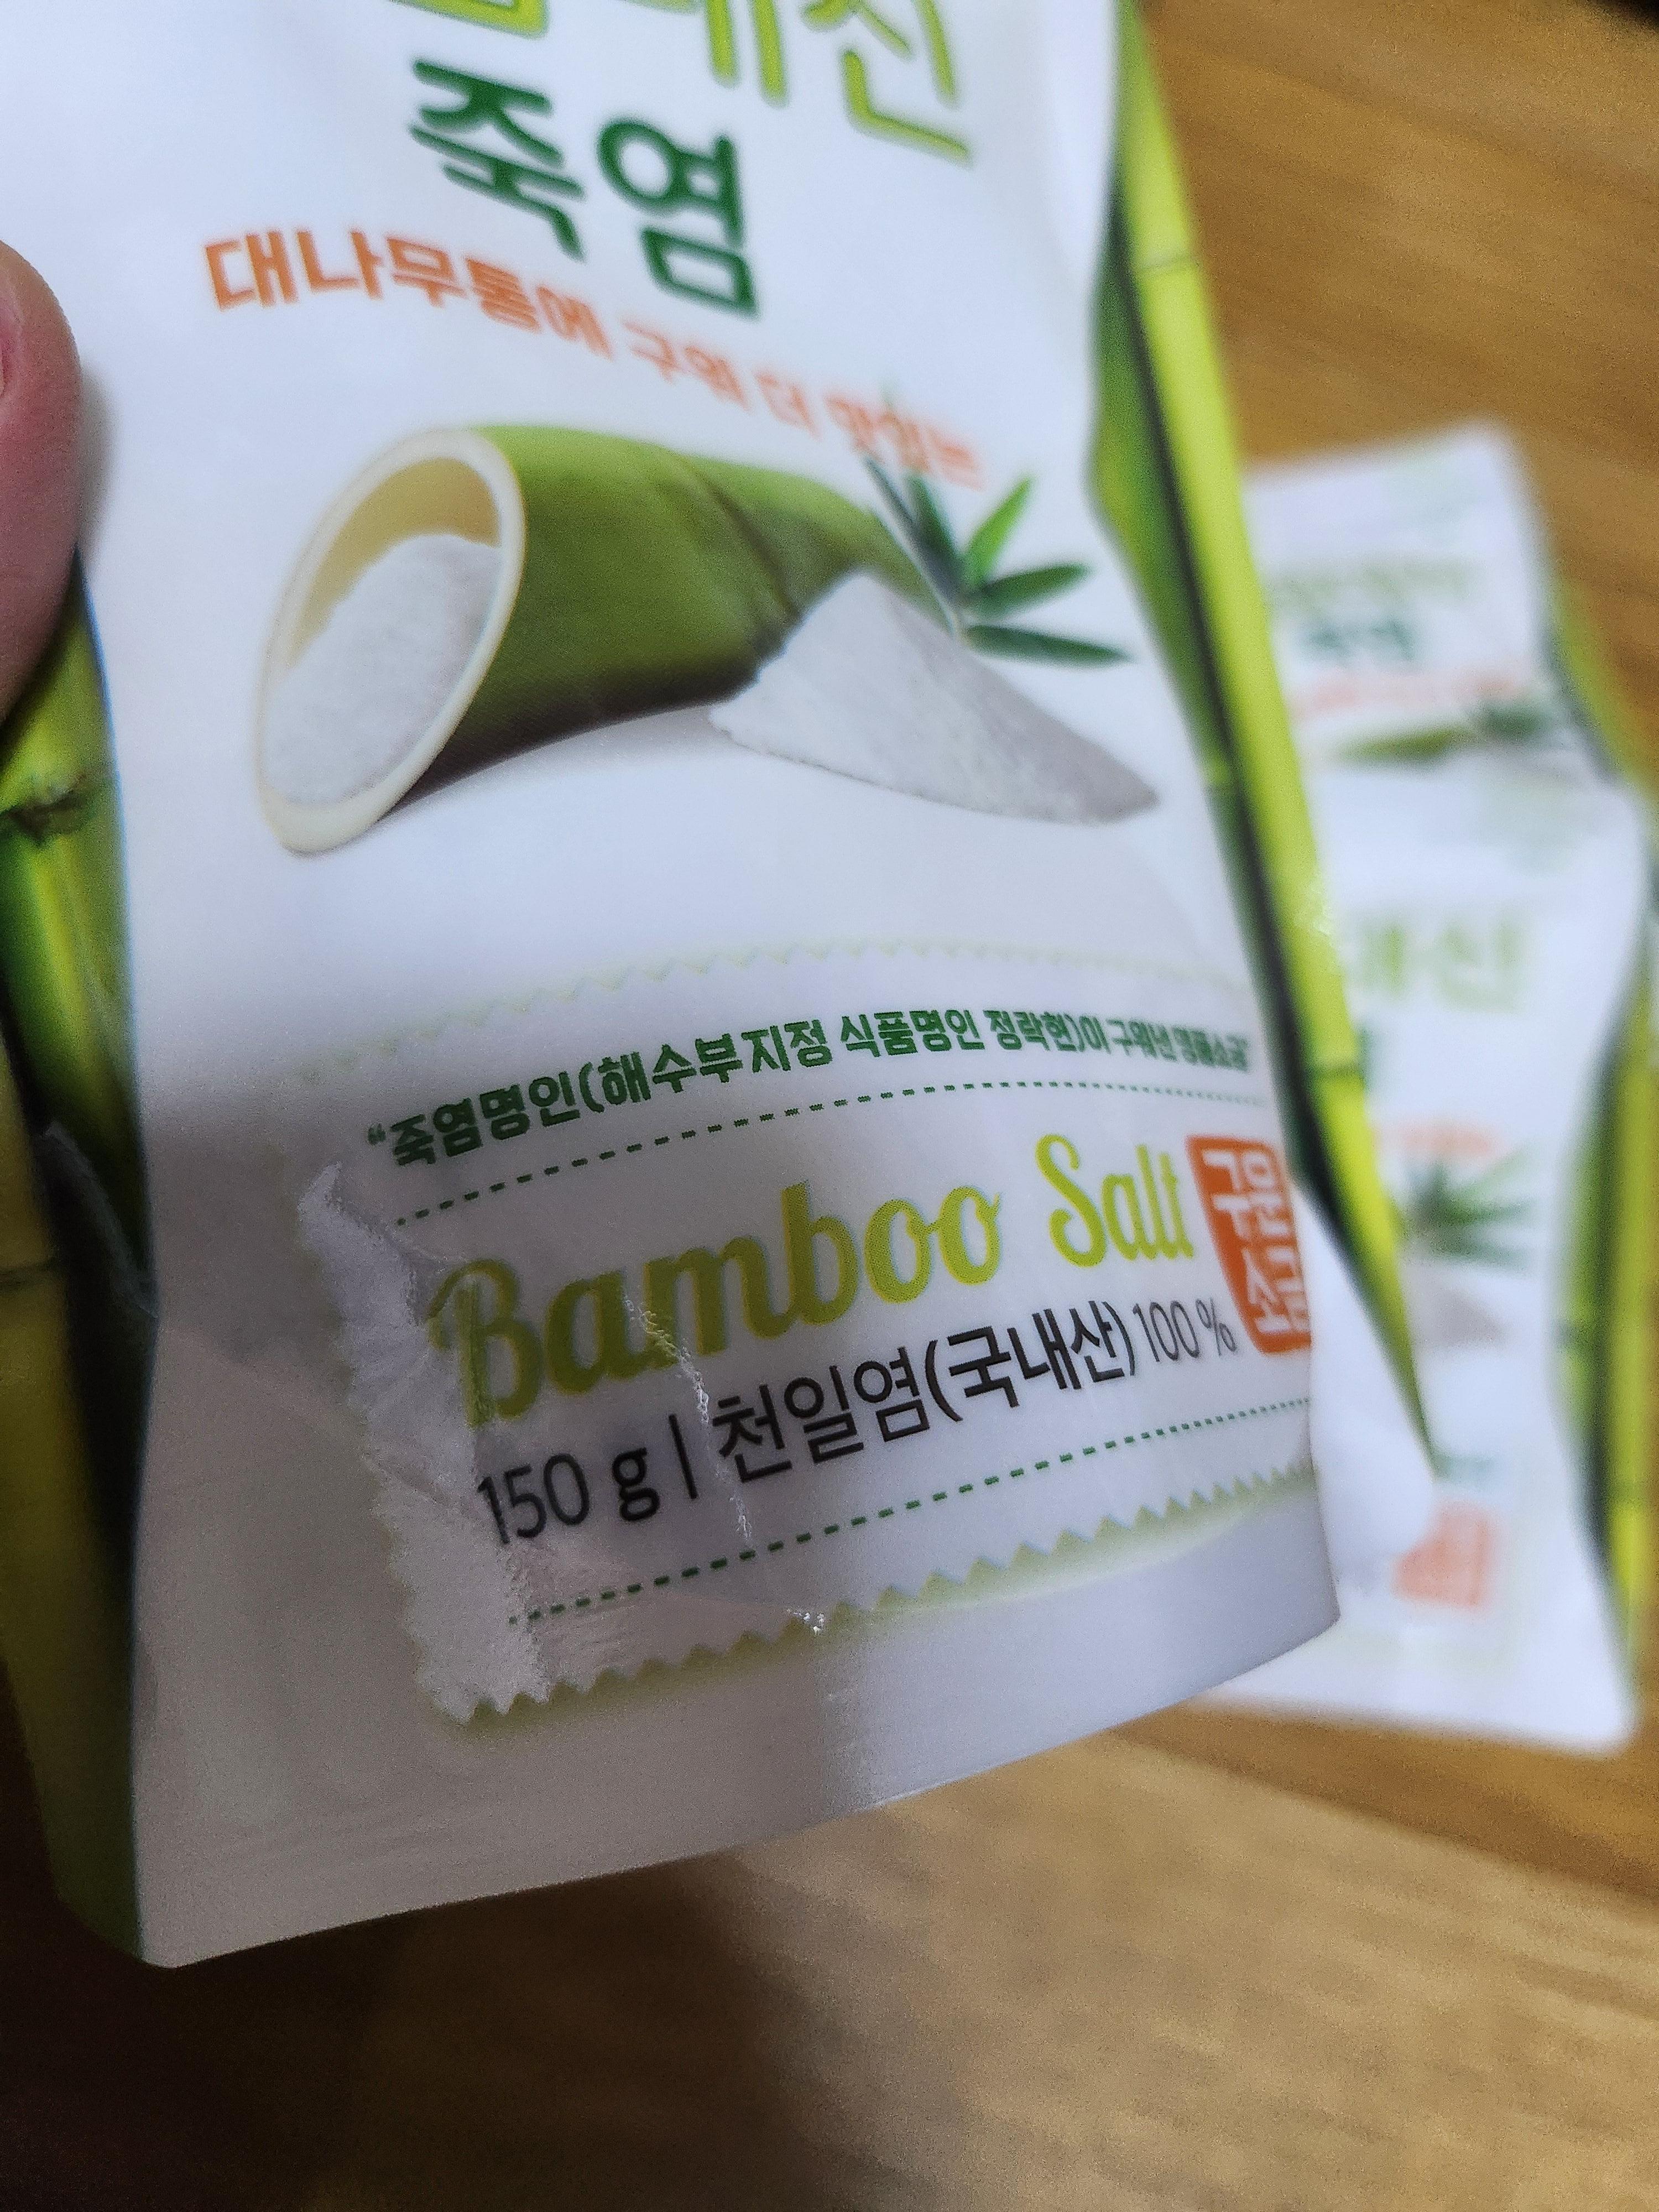 죽염
대나무통에 구워 더 맛있는
“죽염명인(해수부지정 식품명인 정락현)이 구워낸 명품소금”
Bamboo Salt
구운
소금
150 g | 천일염(국내산) 100 %